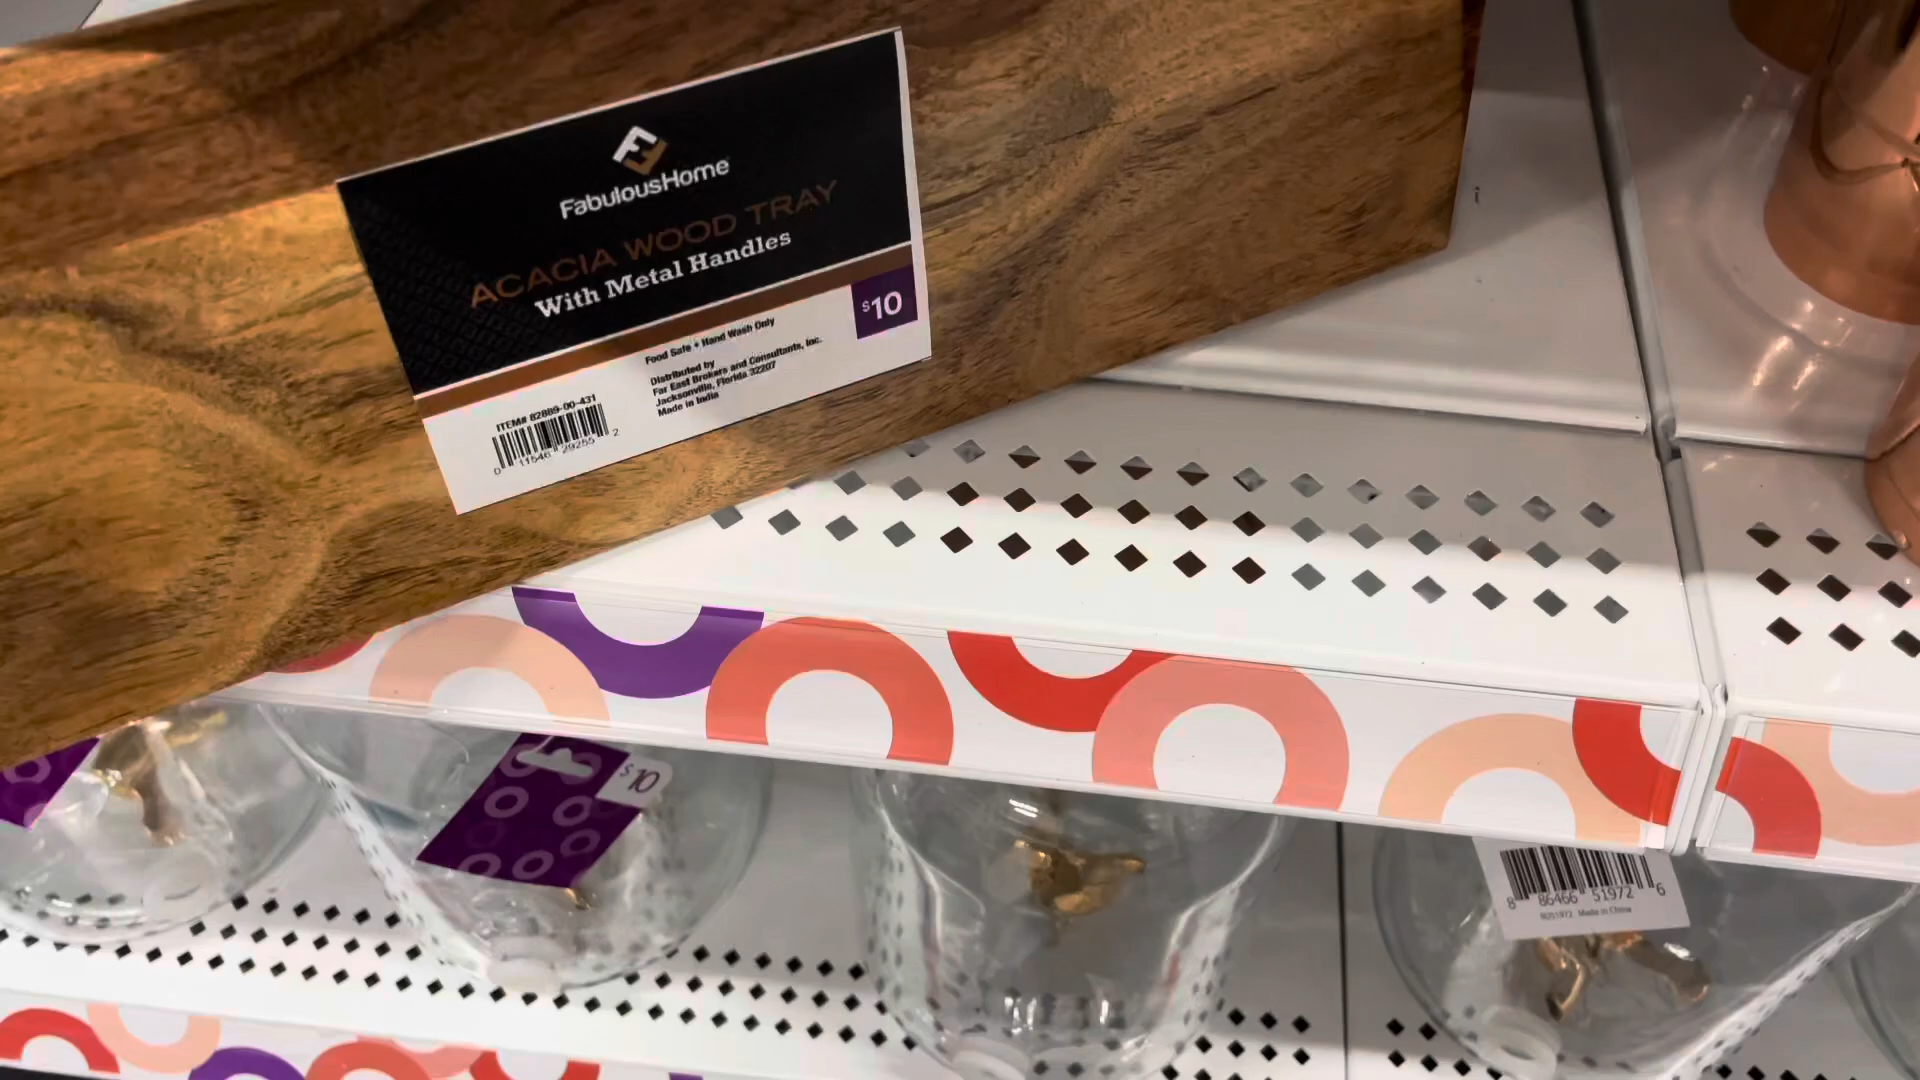 FabulousHome
ACACIA WOOD TRAY
With Metal Handles
$10
Food Safe • Hand Wash Only
Distributed by
Far East Brokers and Consultants, Inc.
Jacksonville, Florida 32207
Made in India
ITEM# 82889-00-431
0 11546 29255 2
$10
8 86466 51972 6
Made in China